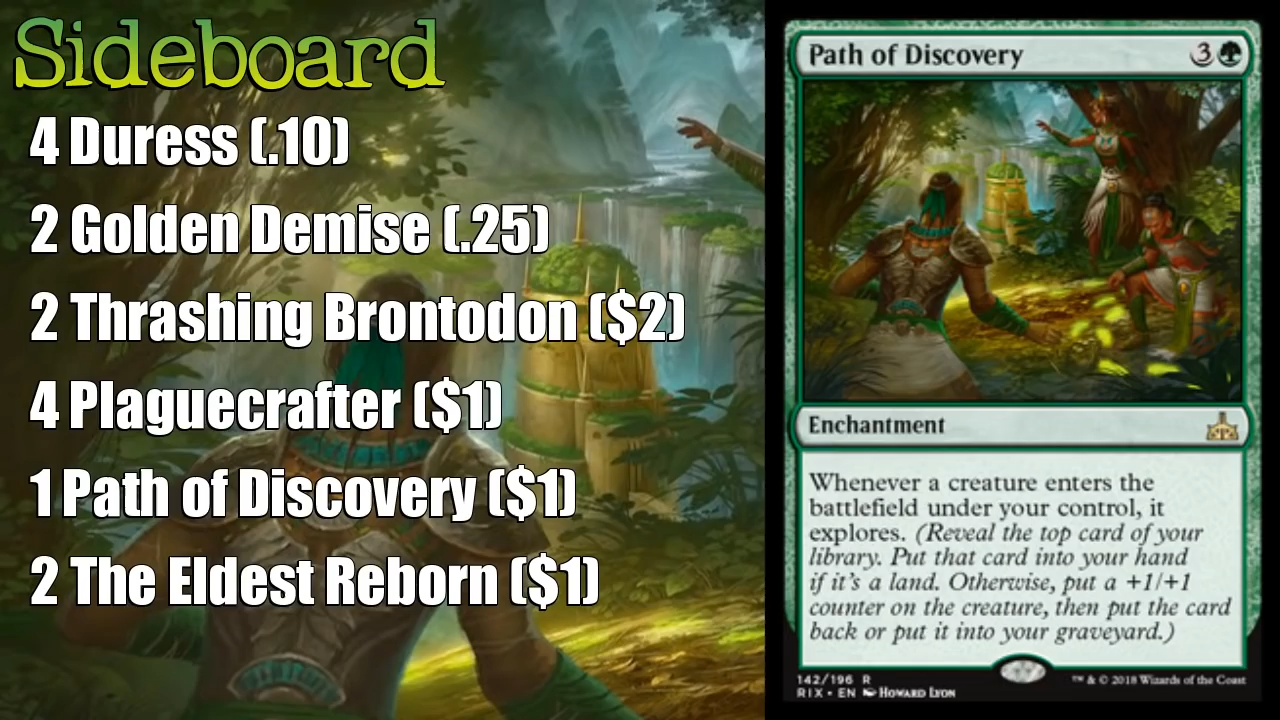 Sideboard
4 Duress (.10)
2 Golden Demise (.25)
2 Thrashing Brontodon ($2)
4 Plaguecrafter ($1)
1 Path of Discovery ($1)
2 The Eldest Reborn ($1)
Path of Discovery 3
Enchantment
Whenever a creature enters the
battlefield under your control, it
explores. (Reveal the top card of your
library. Put that card into your hand
if it's a land. Otherwise, put a +1/+1
counter on the creature, then put the card
back or put it into your graveyard.)
142/196 R
RIX • EN Howard Lyon
™ & © 2018 Wizards of the Coast